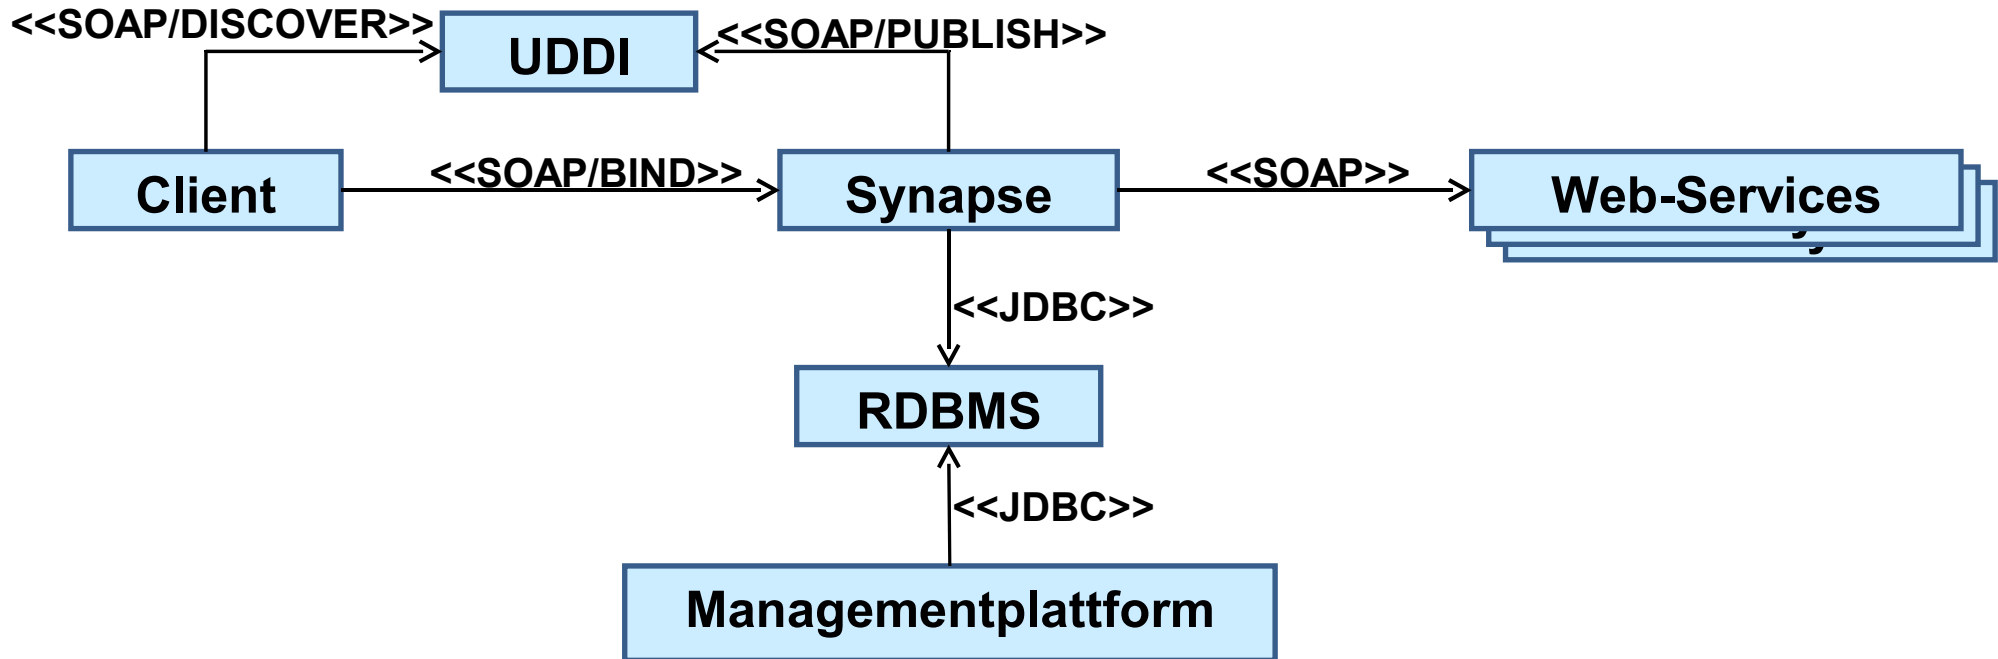 <<SOAP/DISCOVER>>
UDDI
<<SOAP/PUBLISH>>
Client
<<SOAP/BIND>>
Synapse
<<SOAP>>
Web-Services
<<JDBC>>
RDBMS
<<JDBC>>
Managementplattform